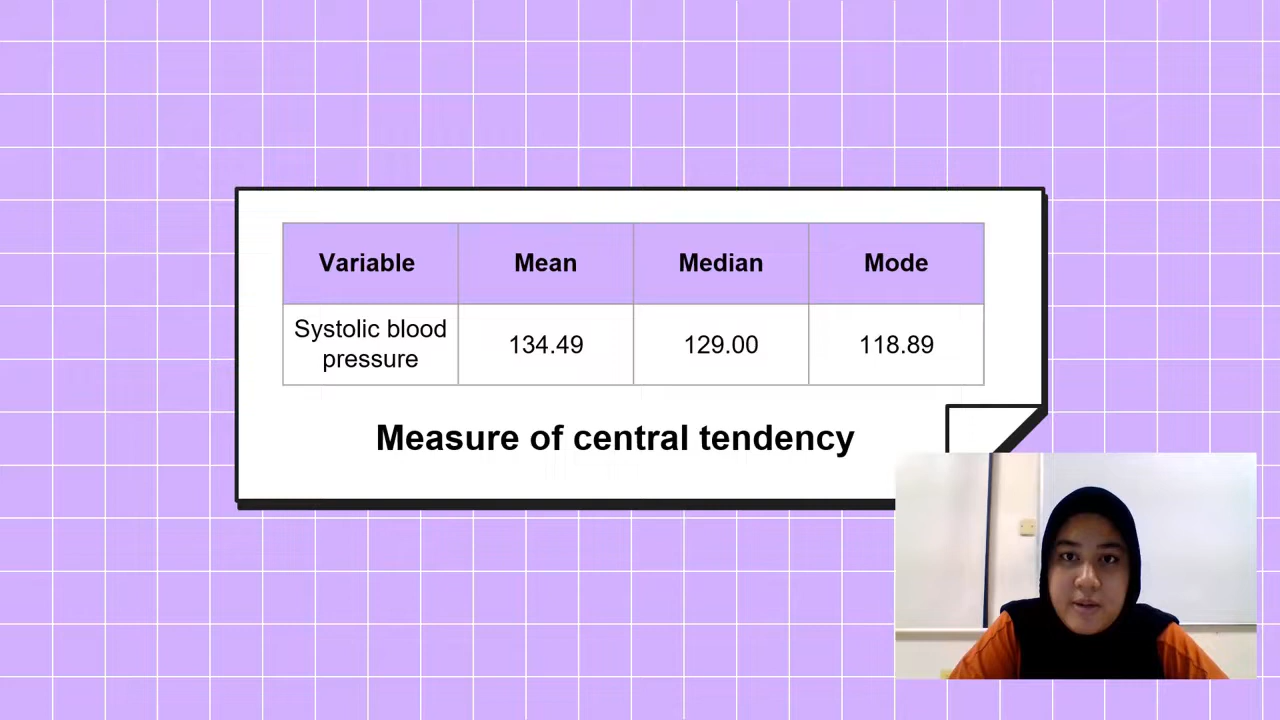 Variable Mean Median Mode
Systolic blood
pressure
134.49 129.00 118.89
Measure of central tendency